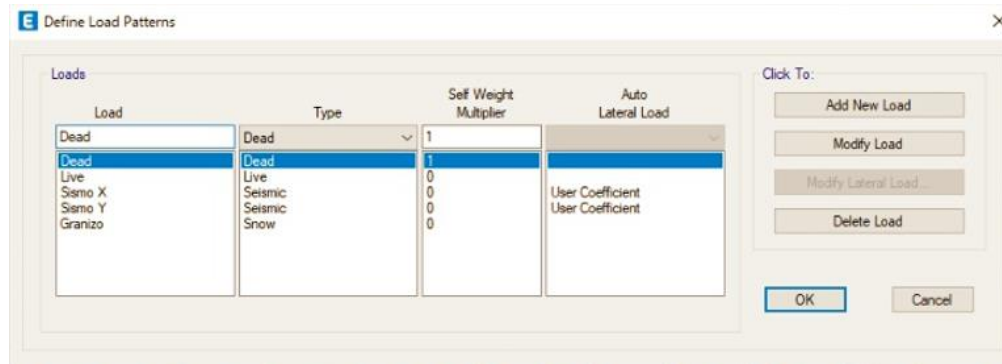 E Define Load Patterns
Loads
Click To:
Load Type Self Weight Multiplier Auto Lateral Load
Dead Dead 1
Dead Dead 1
Live Live 0
Sismo X Seismic 0 User Coefficient
Sismo Y Seismic 0 User Coefficient
Granizo Snow 0
Add New Load
Modify Load
Modify Lateral Load...
Delete Load
OK Cancel